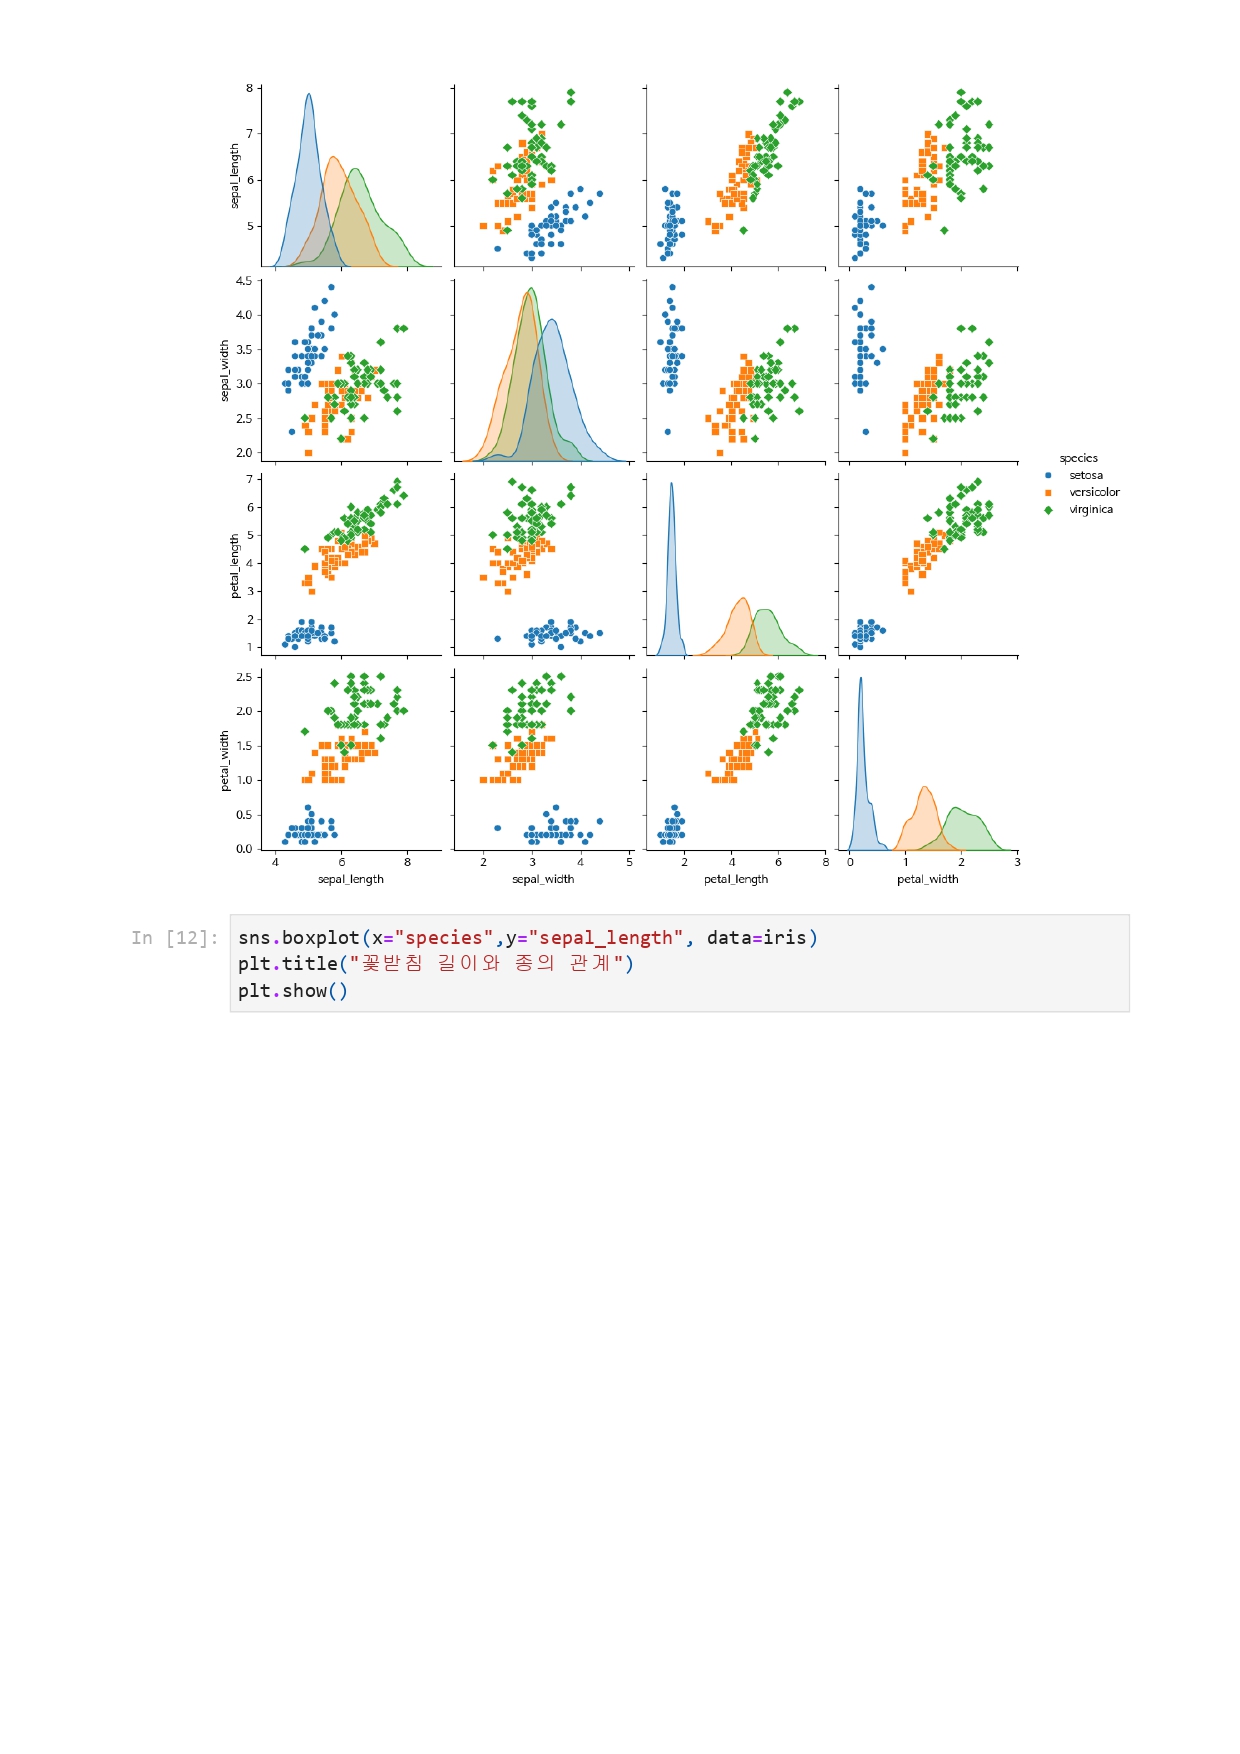 8
7
6
5
sepal_length
4.5
4.0
3.5
3.0
2.5
2.0
sepal_width
species
setosa
versicolor
virginica
7
6
5
4
3
2
1
petal_length
2.5
2.0
1.5
1.0
0.5
0.0
petal_width
4 6 8 2 3 4 5 2 4 6 8 0 1 2 3
sepal_length sepal_width petal_length petal_width
In [12]: sns.boxplot(x="species",y="sepal_length", data=iris)
plt.title("꽃받침 길이와 종의 관계")
plt.show()